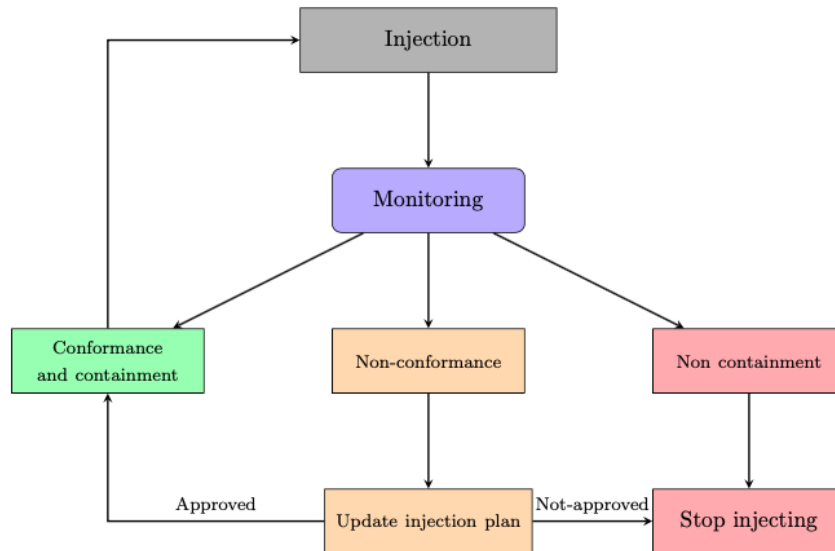 Injection
Monitoring
Conformance
and containment
Non-conformance
Non containment
Approved
Update injection plan
Not-approved
Stop injecting